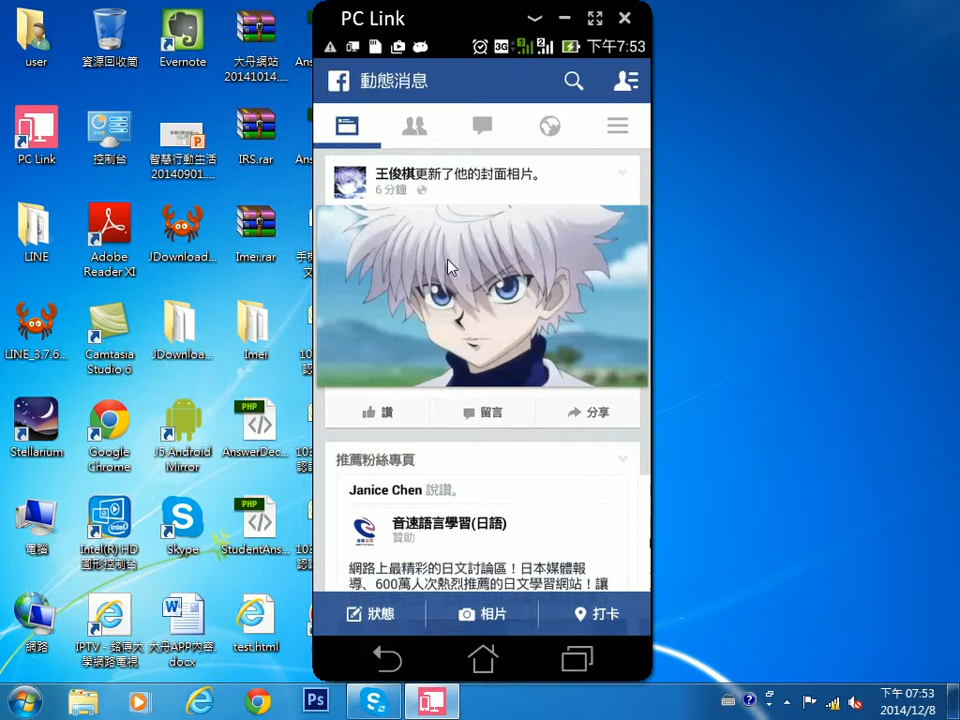 PC Link
3G
1
2
下午7:53
動態消息
王俊棋更新了他的封面相片。
6 分鐘
讚
留言
分享
推薦粉絲專頁
Janice Chen 說讚。
音速語言學習(日語)
贊助
網路上最精彩的日文討論區！日本媒體報
導、600萬人次熱烈推薦的日文學習網站！讓
狀態
相片
打卡
user
資源回收筒
Evernote
大舟網站
20141014....
PC Link
控制台
智慧行動生活
20140901....
IRS.rar
LINE
Adobe
Reader XI
JDownload...
Imei.rar
LINE_3.7.6...
Camtasia
Studio 6
JDownloa...
Imei
Stellarium
Google
Chrome
J5 Android
Mirror
PHP
AnswerDec...
電腦
Intel(R) HD
圖形控制台
Skype
PHP
StudentAns...
網路
IPTV - 銘傳大
學網路電視
大舟APP內容.
docx
test.html
Ps
下午 07:53
2014/12/8